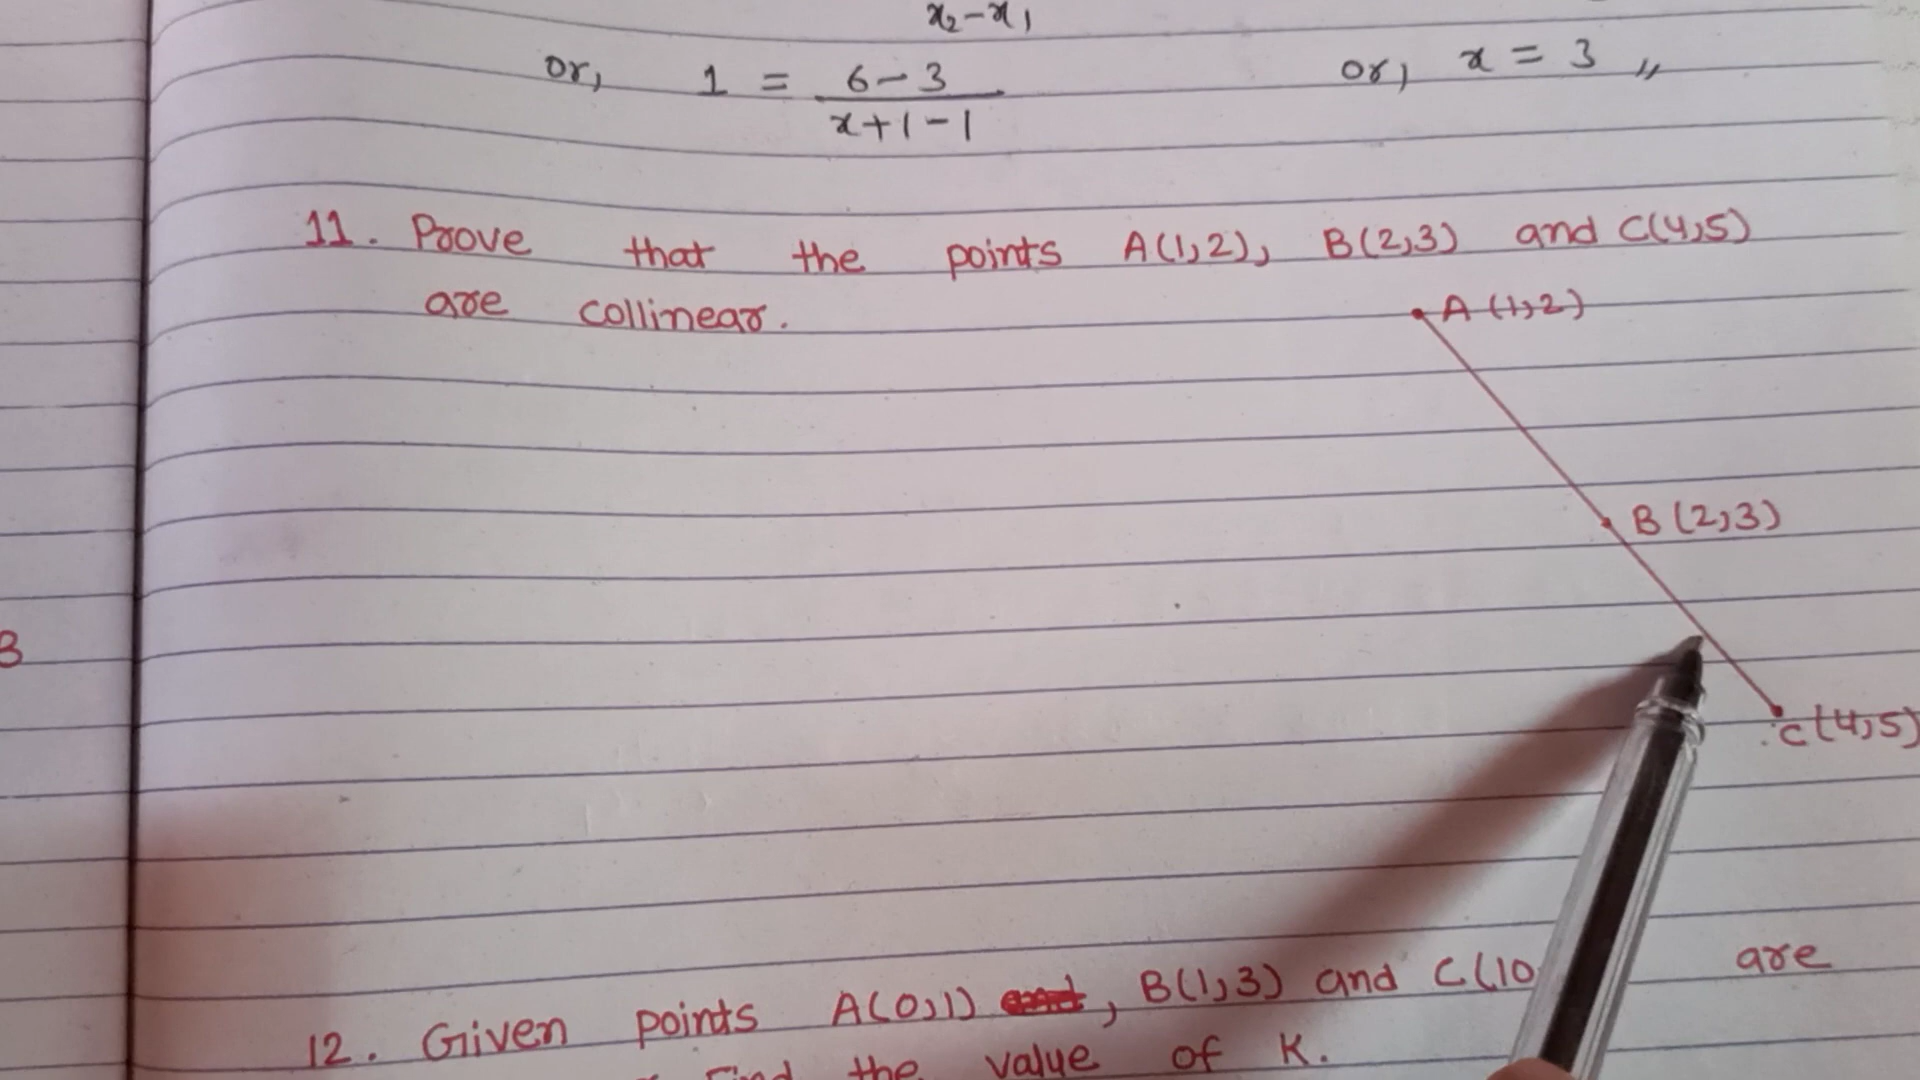 x₂-x₁
or, 1 = 6-3 / x+1-1
or, x = 3 ,,
11. Prove that the points A(1,2), B(2,3) and C(4,5)
are collinear.
A (1,2)
B (2,3)
C(4,5)
B
12. Given points A(0,1) , B(1,3) and C(10 are
Find the value of K.